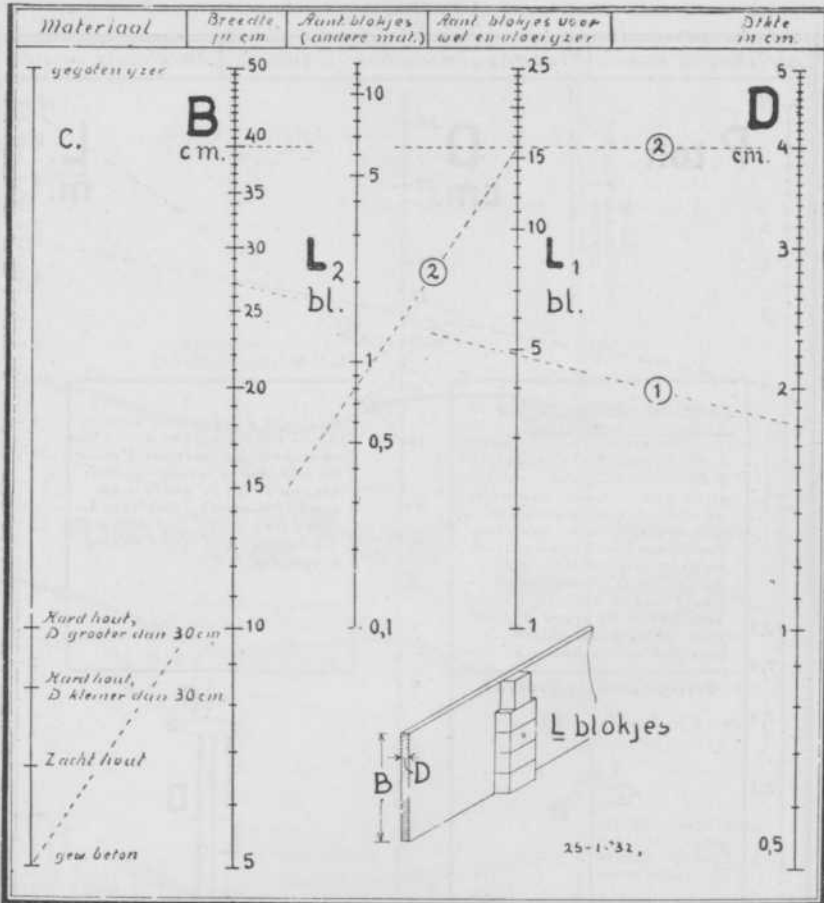 Materiaal
Breedte in cm
Aant. blokjes (andere mat.)
Aant. blokjes voor wel en vloeiyzer
Dikte in cm.
gegoten yzer
C.
B
cm.
50
40
35
30
25
20
15
10
5
L2
bl.
10
5
1
0,5
0,1
L1
bl.
25
15
10
5
1
D
cm.
5
4
3
2
1
0,5
2
2
1
Hard hout,
D grooter dan 30 cm
Hard hout,
D kleiner dan 30 cm
Zacht hout
gew. beton
B
D
L blokjes
25-1-'32.